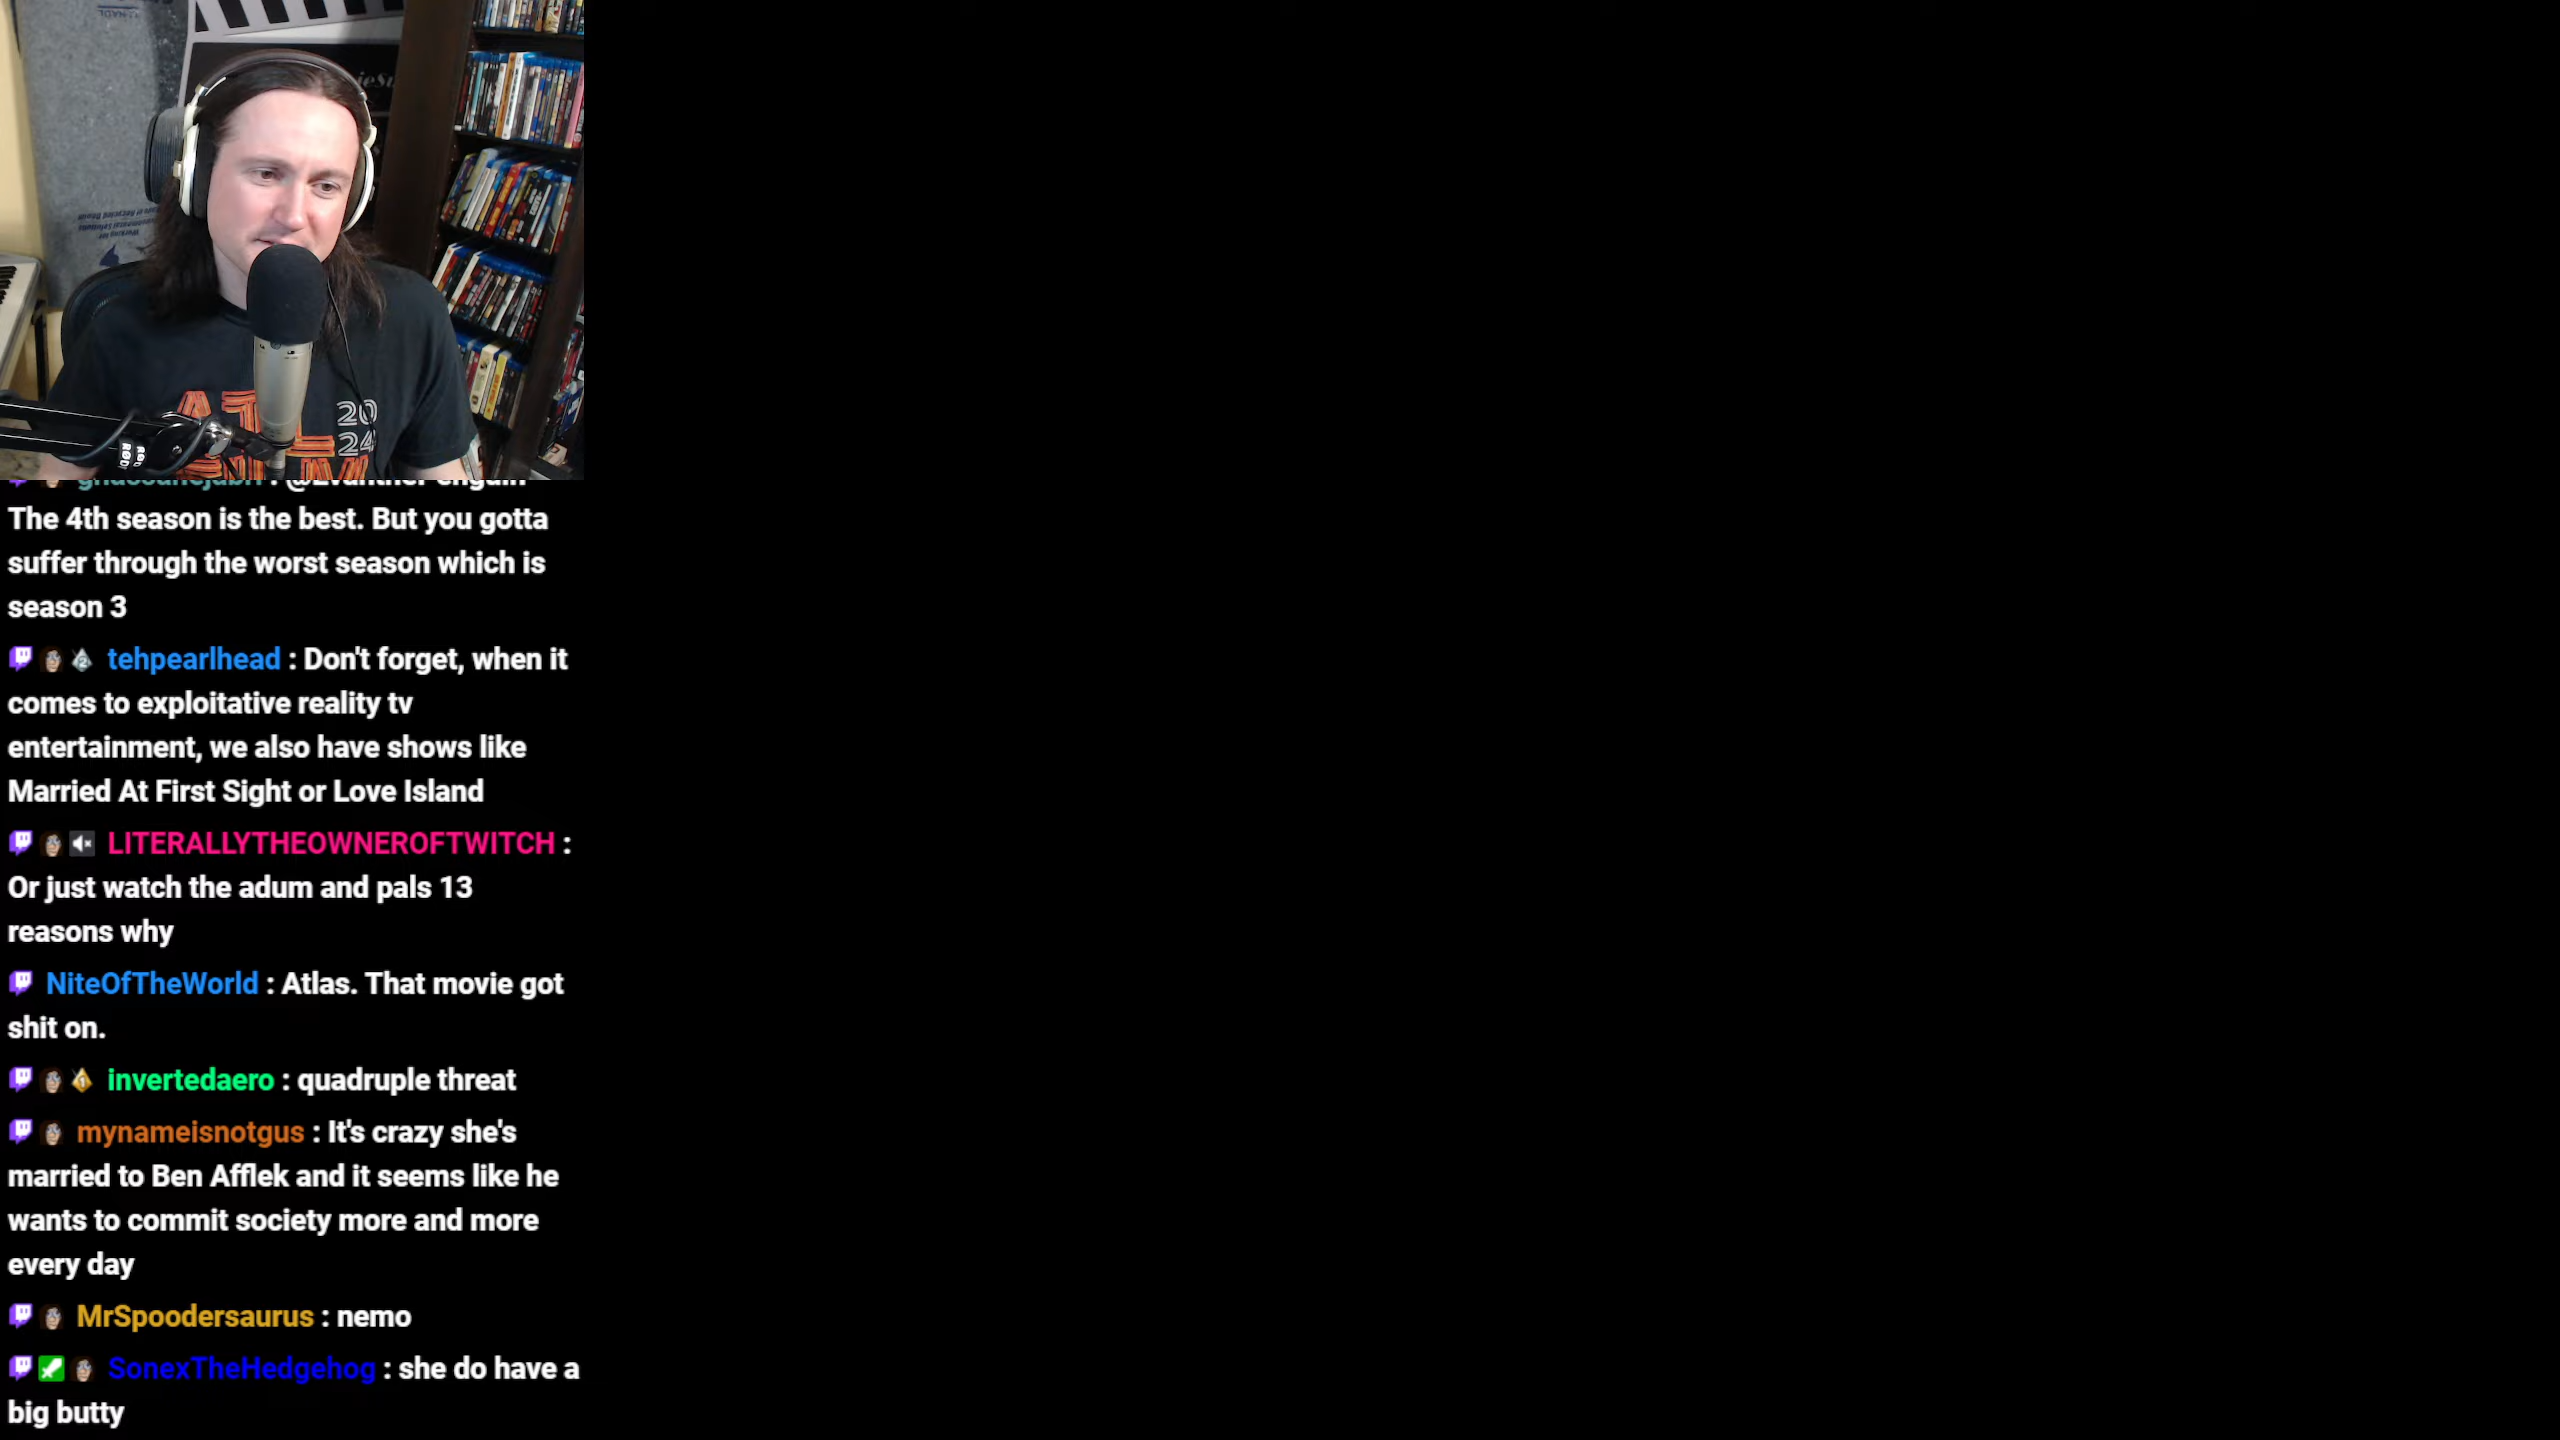 20
24
RØDE
The 4th season is the best. But you gotta
suffer through the worst season which is
season 3
tehpearlhead : Don't forget, when it
comes to exploitative reality tv
entertainment, we also have shows like
Married At First Sight or Love Island
LITERALLYTHEOWNEROFTWITCH :
Or just watch the adum and pals 13
reasons why
NiteOfTheWorld : Atlas. That movie got
shit on.
invertedaero : quadruple threat
mynameisnotgus : It's crazy she's
married to Ben Afflek and it seems like he
wants to commit society more and more
every day
MrSpoodersaurus : nemo
SonexTheHedgehog : she do have a
big butty